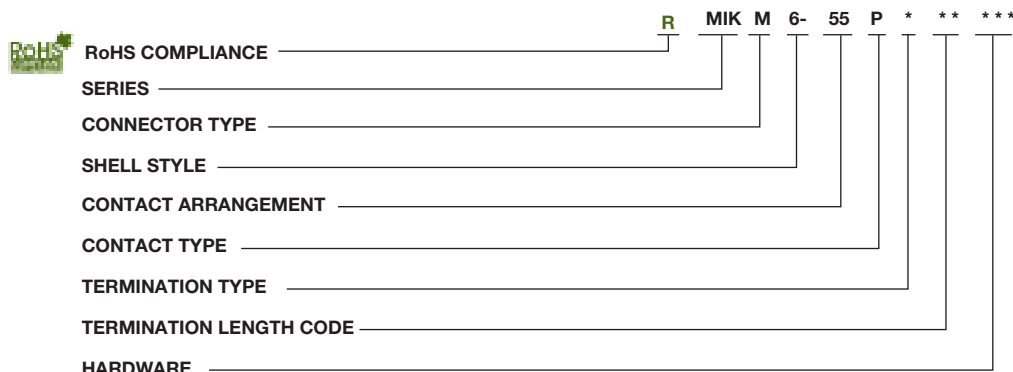 R MIK M 6- 55 P * ** ***
RoHS
RoHS COMPLIANCE
SERIES
CONNECTOR TYPE
SHELL STYLE
CONTACT ARRANGEMENT
CONTACT TYPE
TERMINATION TYPE
TERMINATION LENGTH CODE
HARDWARE